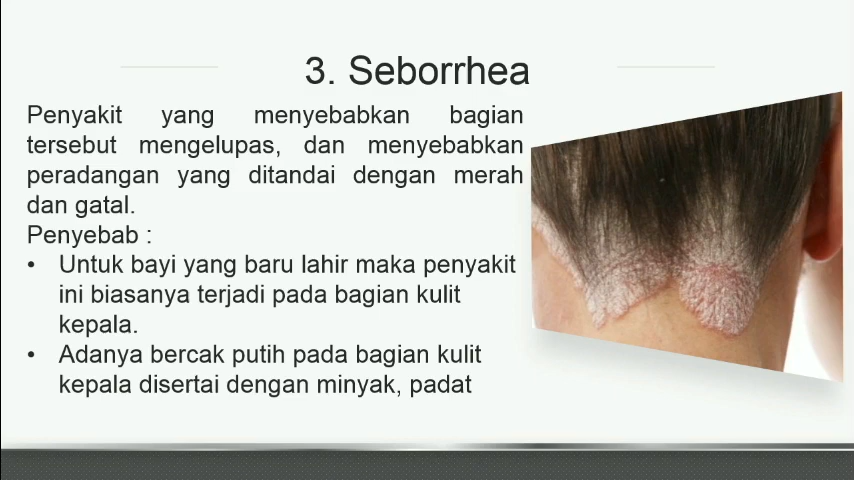 3. Seborrhea
Penyakit yang menyebabkan bagian
tersebut mengelupas, dan menyebabkan
peradangan yang ditandai dengan merah
dan gatal.
Penyebab :
• Untuk bayi yang baru lahir maka penyakit
ini biasanya terjadi pada bagian kulit
kepala.
• Adanya bercak putih pada bagian kulit
kepala disertai dengan minyak, padat